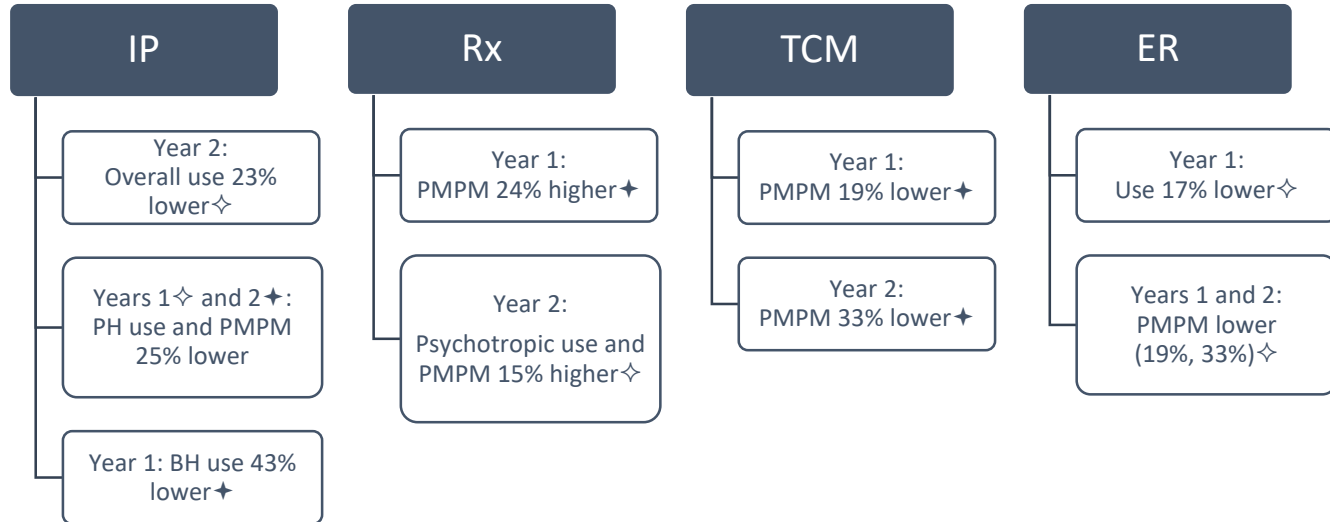 IP
Year 2:
Overall use 23%
lower✧
Years 1✧ and 2✦:
PH use and PMPM
25% lower
Year 1: BH use 43%
lower✦
Rx
Year 1:
PMPM 24% higher✦
Year 2:
Psychotropic use and
PMPM 15% higher✧
TCM
Year 1:
PMPM 19% lower✦
Year 2:
PMPM 33% lower✦
ER
Year 1:
Use 17% lower✧
Years 1 and 2:
PMPM lower
(19%, 33%)✧